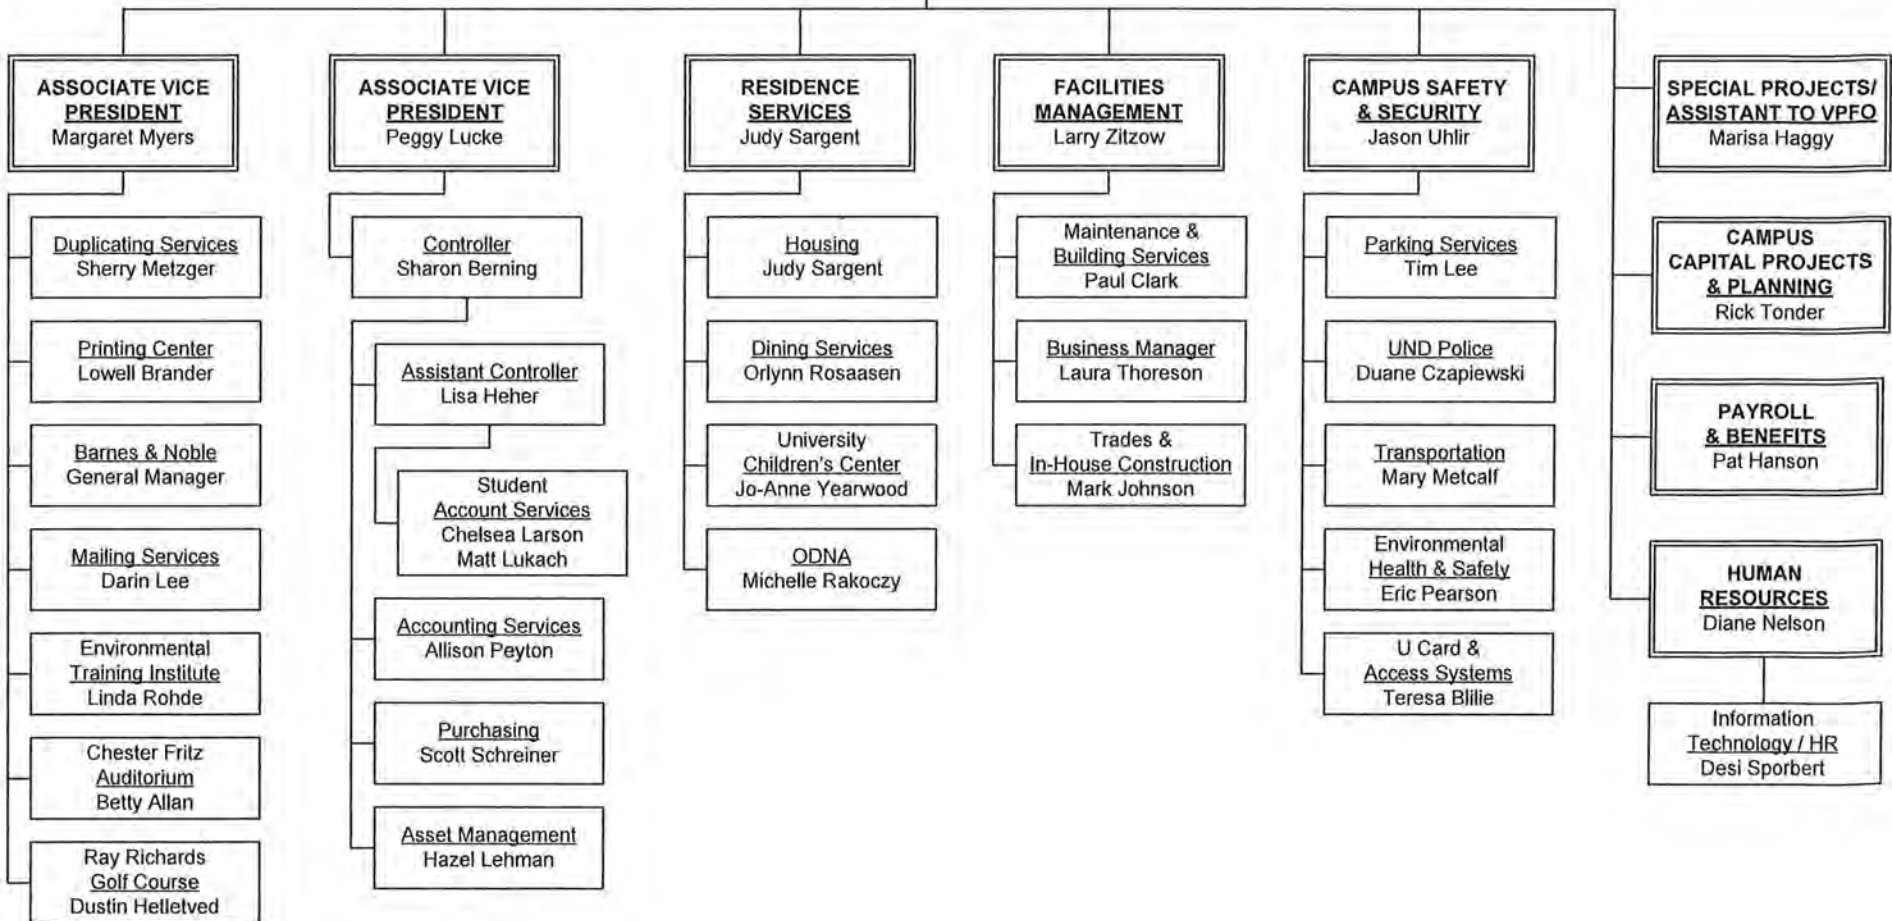 ASSOCIATE VICE
PRESIDENT
Margaret Myers
Duplicating Services
Sherry Metzger
Printing Center
Lowell Brander
Barnes & Noble
General Manager
Mailing Services
Darin Lee
Environmental
Training Institute
Linda Rohde
Chester Fritz
Auditorium
Betty Allan
Ray Richards
Golf Course
Dustin Hetletved
ASSOCIATE VICE
PRESIDENT
Peggy Lucke
Controller
Sharon Berning
Assistant Controller
Lisa Heher
Student
Account Services
Chelsea Larson
Matt Lukach
Accounting Services
Allison Peyton
Purchasing
Scott Schreiner
Asset Management
Hazel Lehman
RESIDENCE
SERVICES
Judy Sargent
Housing
Judy Sargent
Dining Services
Orlynn Rosaasen
University
Children's Center
Jo-Anne Yearwood
ODNA
Michelle Rakoczy
FACILITIES
MANAGEMENT
Larry Zitzow
Maintenance &
Building Services
Paul Clark
Business Manager
Laura Thoreson
Trades &
In-House Construction
Mark Johnson
CAMPUS SAFETY
& SECURITY
Jason Uhlir
Parking Services
Tim Lee
UND Police
Duane Czapiewski
Transportation
Mary Metcalf
Environmental
Health & Safety
Eric Pearson
U Card &
Access Systems
Teresa Blilie
SPECIAL PROJECTS/
ASSISTANT TO VPFO
Marisa Haggy
CAMPUS
CAPITAL PROJECTS
& PLANNING
Rick Tonder
PAYROLL
& BENEFITS
Pat Hanson
HUMAN
RESOURCES
Diane Nelson
Information
Technology / HR
Desi Sporbert